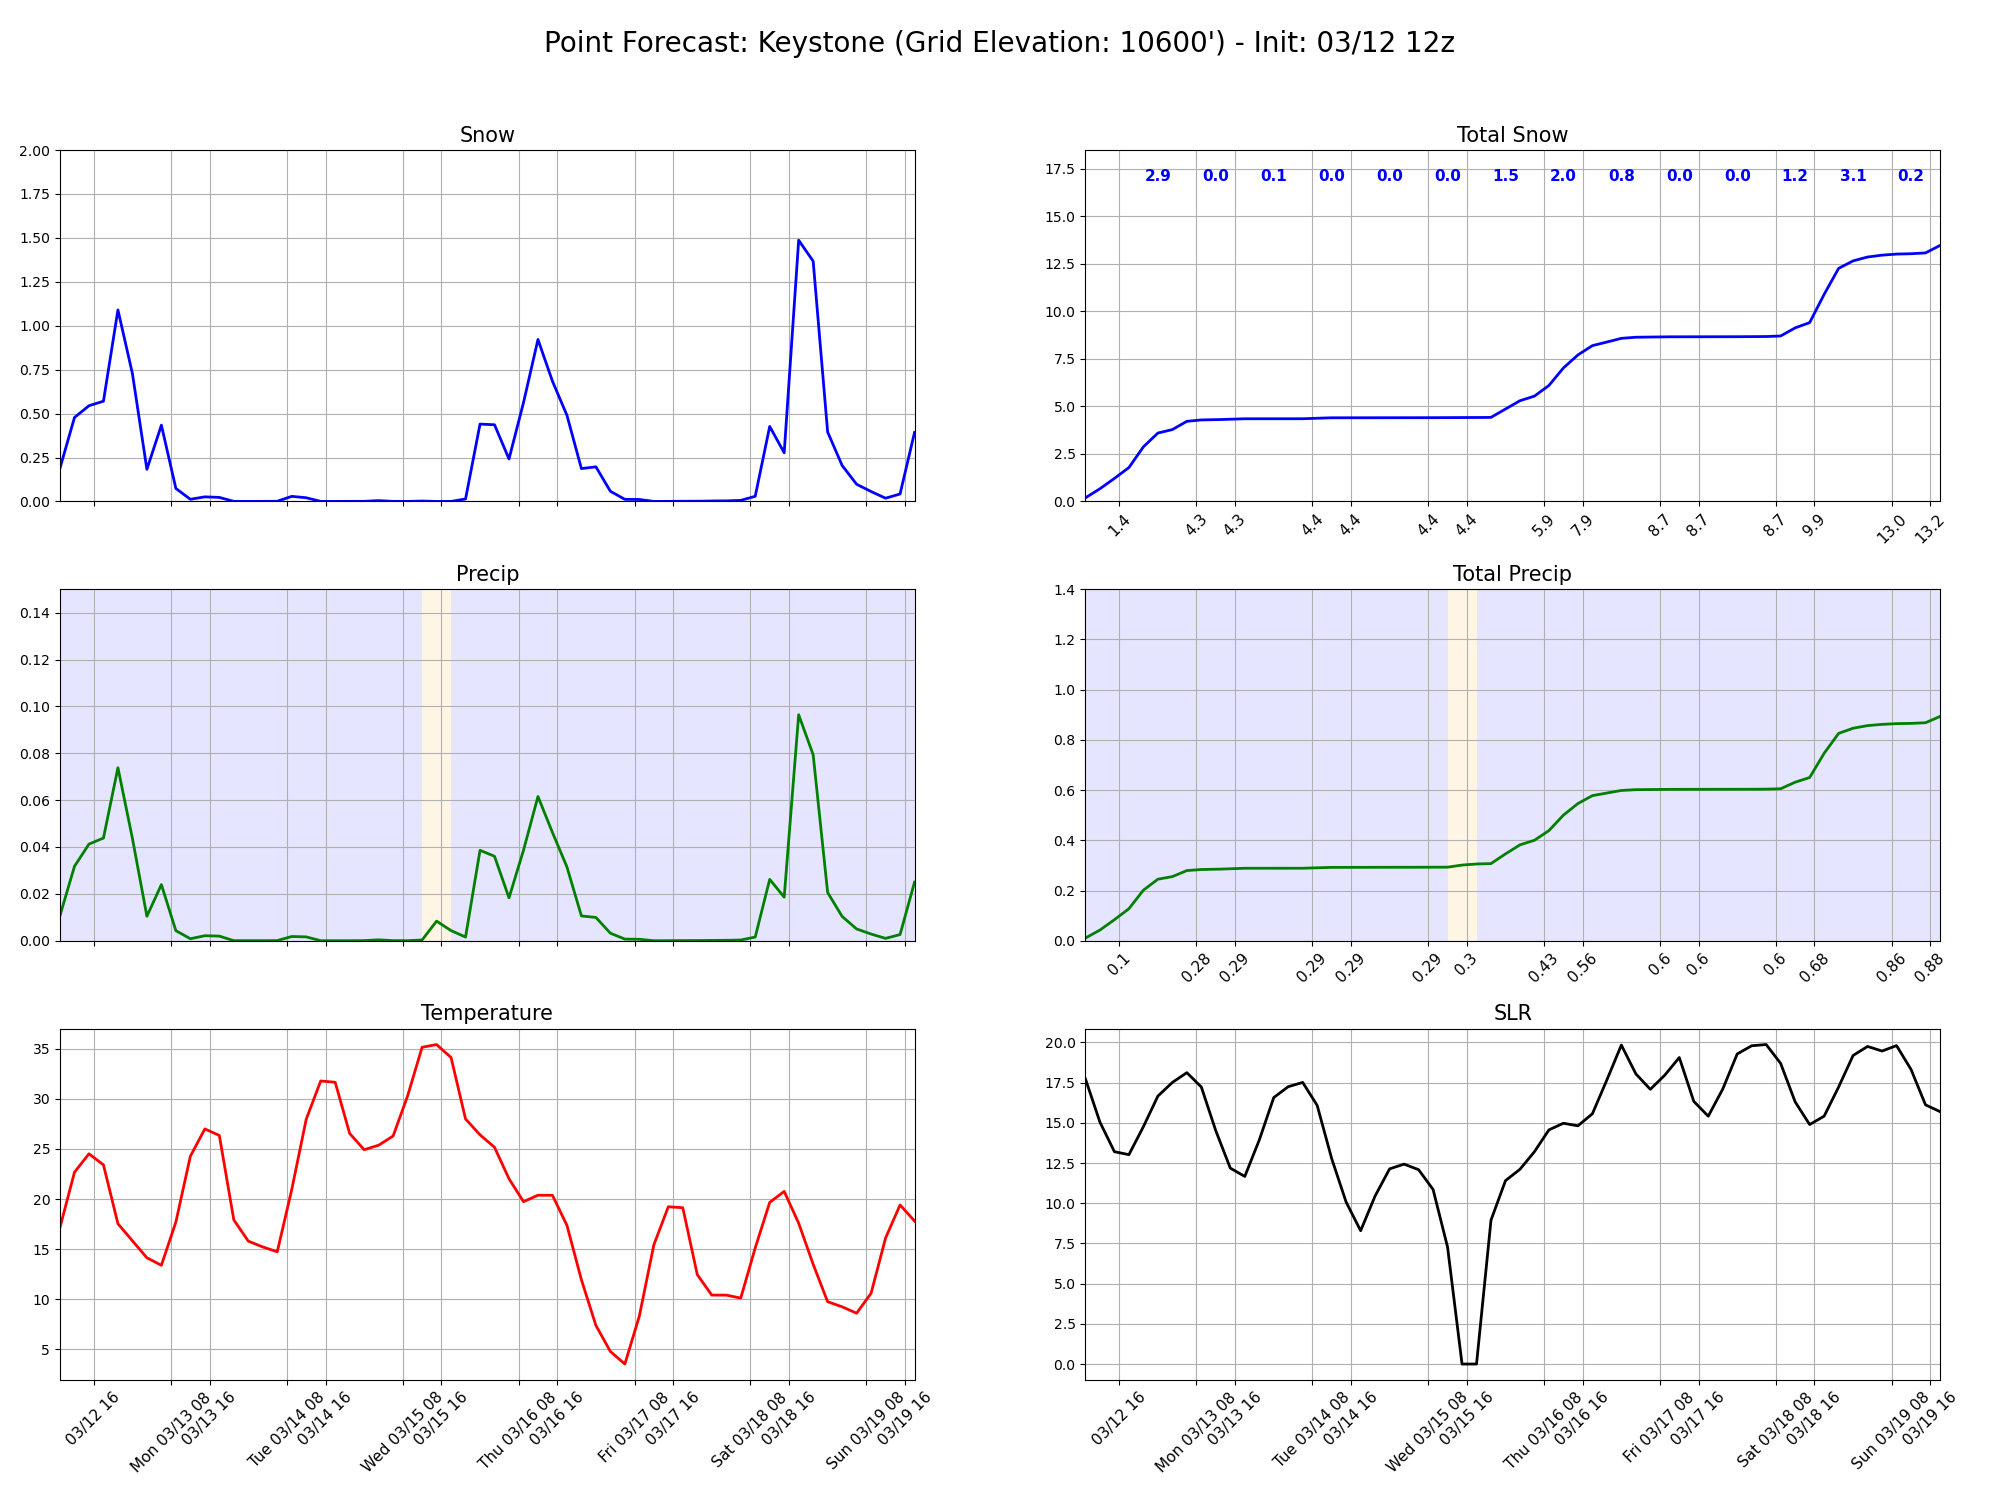 Point Forecast: Keystone (Grid Elevation: 10600') - Init: 03/12 12z
Snow
2.00
1.75
1.50
1.25
1.00
0.75
0.50
0.25
0.00
Total Snow
17.5
15.0
12.5
10.0
7.5
5.0
2.5
0.0
2.9 0.0 0.1 0.0 0.0 0.0 1.5 2.0 0.8 0.0 0.0 1.2 3.1 0.2
1.4 4.3 4.3 4.4 4.4 4.4 4.4 5.9 7.9 8.7 8.7 8.7 9.9 13.0 13.2
Precip
0.14
0.12
0.10
0.08
0.06
0.04
0.02
0.00
Total Precip
1.4
1.2
1.0
0.8
0.6
0.4
0.2
0.0
0.1 0.28 0.29 0.29 0.29 0.29 0.3 0.43 0.56 0.6 0.6 0.6 0.68 0.86 0.88
Temperature
35
30
25
20
15
10
5
03/12 16
Mon 03/13 08
03/13 16
Tue 03/14 08
03/14 16
Wed 03/15 08
03/15 16
Thu 03/16 08
03/16 16
Fri 03/17 08
03/17 16
Sat 03/18 08
03/18 16
Sun 03/19 08
03/19 16
SLR
20.0
17.5
15.0
12.5
10.0
7.5
5.0
2.5
0.0
03/12 16
Mon 03/13 08
03/13 16
Tue 03/14 08
03/14 16
Wed 03/15 08
03/15 16
Thu 03/16 08
03/16 16
Fri 03/17 08
03/17 16
Sat 03/18 08
03/18 16
Sun 03/19 08
03/19 16